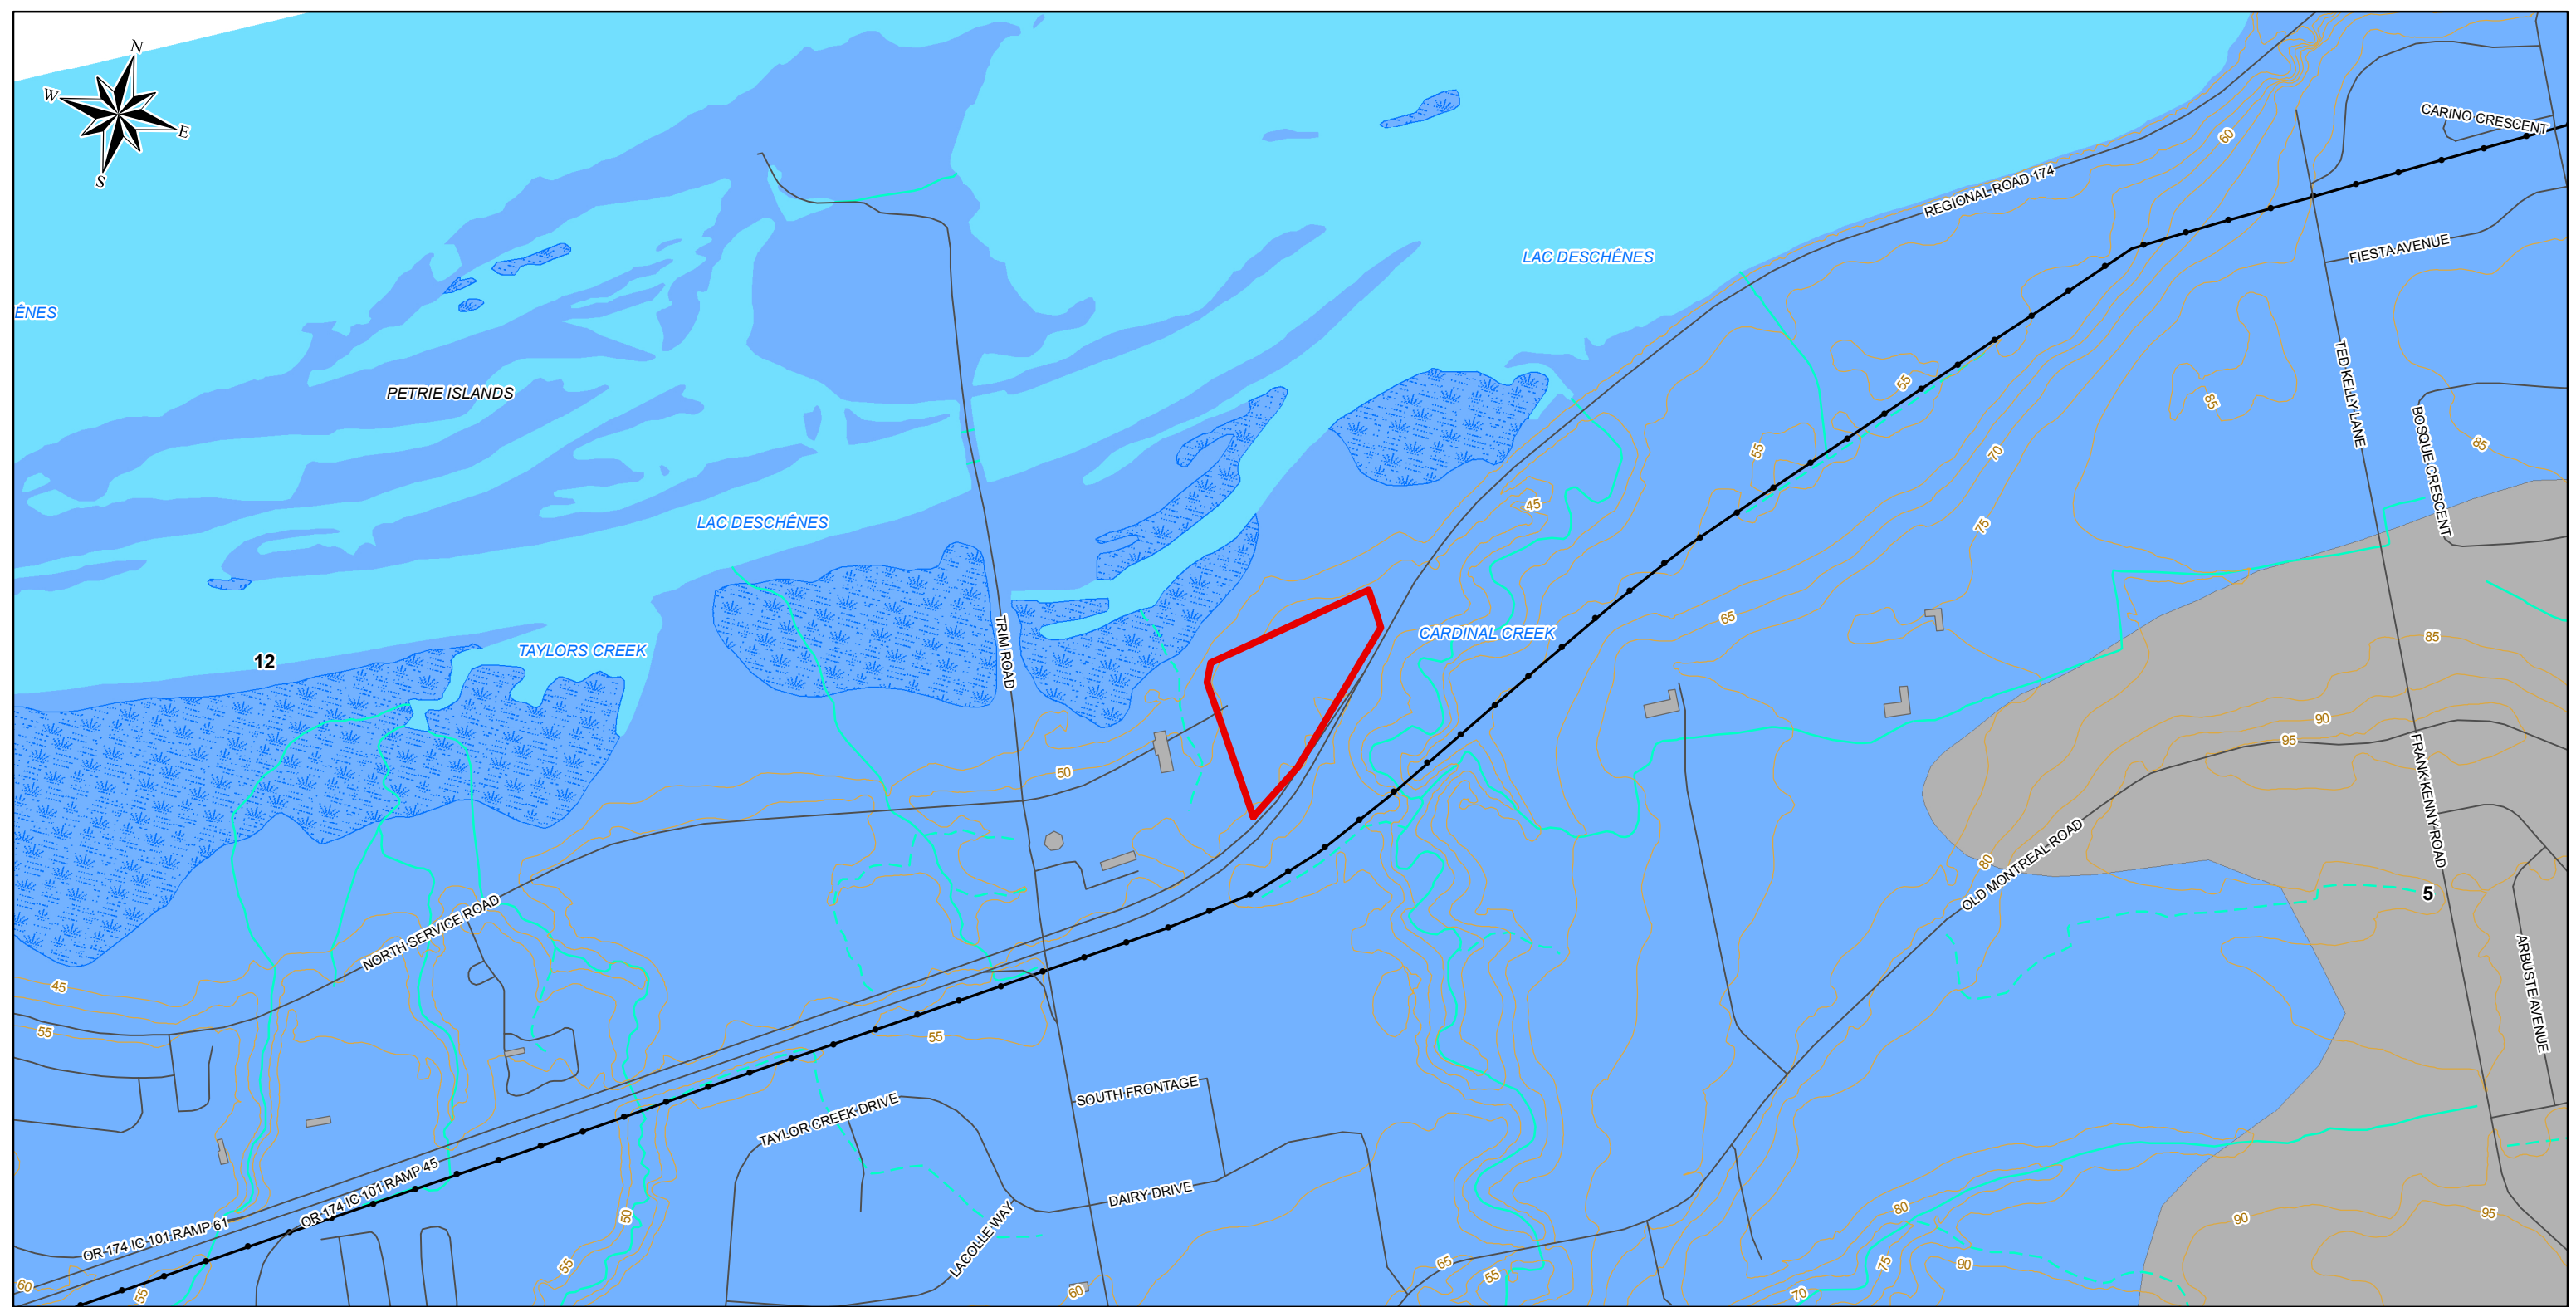 N
W
E
S
CARINO CRESCENT
60
REGIONAL ROAD 174
FIESTA AVENUE
LAC DESCHÊNES
ÊNES
TED KELLY LANE
55
85
PETRIE ISLANDS
BOSQUE CRESCENT
85
55
70
45
LAC DESCHÊNES
75
65
CARDINAL CREEK
85
TRIM ROAD
TAYLORS CREEK
12
90
95
FRANK KENNY ROAD
50
80
OLD MONTREAL ROAD
5
NORTH SERVICE ROAD
ARBUSTE AVENUE
45
55
55
SOUTH FRONTAGE
TAYLOR CREEK DRIVE
DAIRY DRIVE
OR 174 IC 101 RAMP 45
OR 174 IC 101 RAMP 61
50
LACOLLE WAY
80
90
95
55
65
55
75
90
60
55
60
70